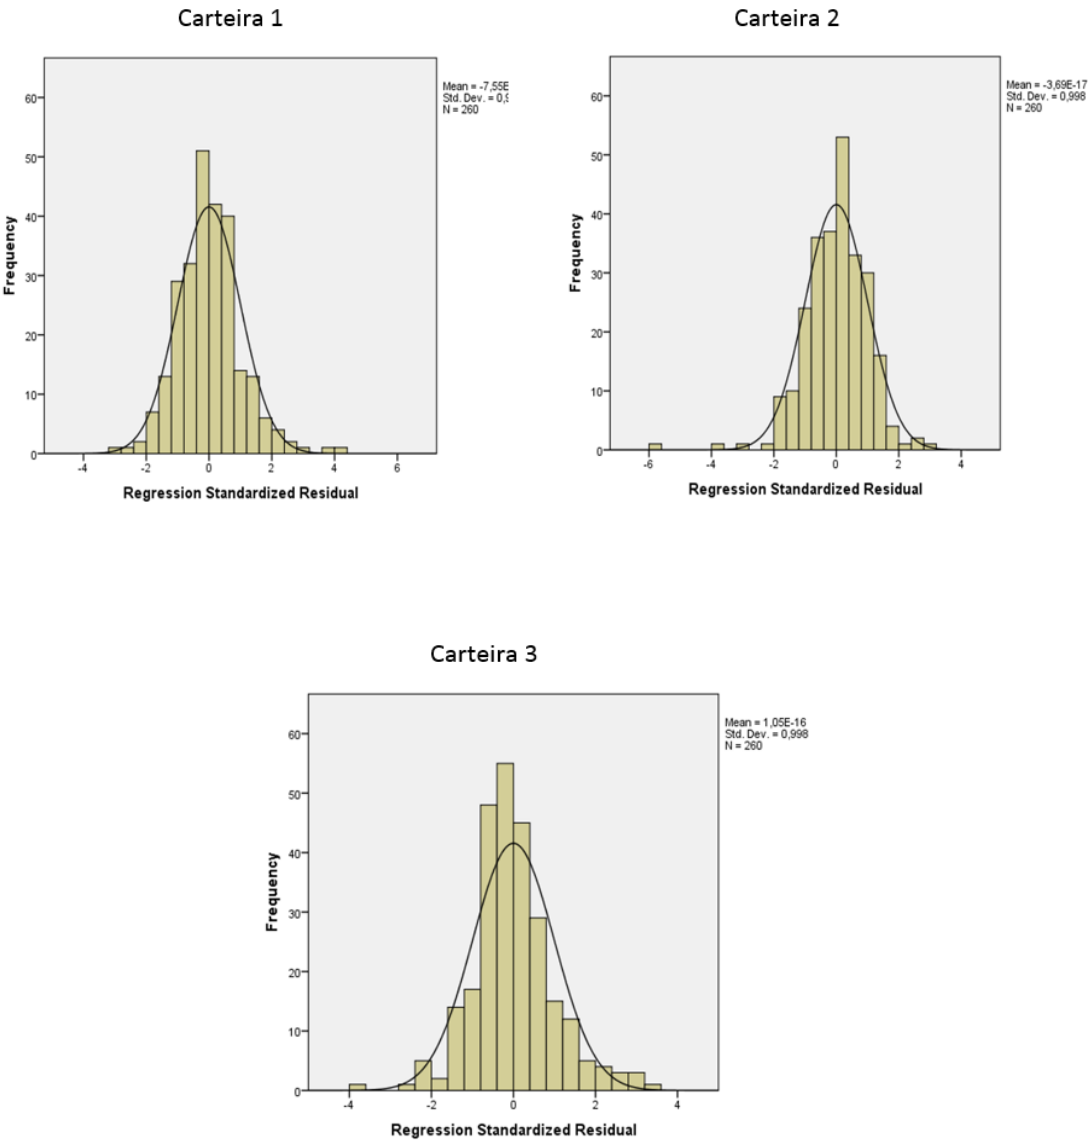 Carteira 1
Mean = -7,55E
Std. Dev. = 0,9
N = 260
60
50
40
30
20
10
0
Frequency
-4 -2 0 2 4 6
Regression Standardized Residual
Carteira 2
Mean = -3,69E-17
Std. Dev. = 0,998
N = 260
60
50
40
30
20
10
0
Frequency
-6 -4 -2 0 2 4
Regression Standardized Residual
Carteira 3
Mean = 1,05E-16
Std. Dev. = 0,998
N = 260
60
50
40
30
20
10
0
Frequency
-4 -2 0 2 4
Regression Standardized Residual